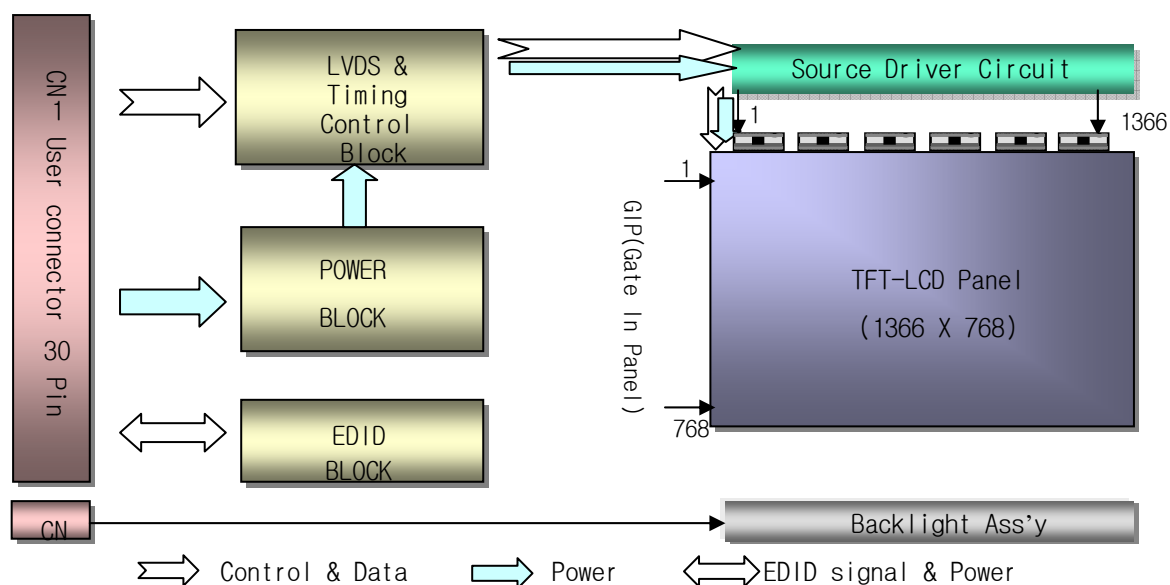 CN-1 User connector 30 Pin
LVDS &
Timing
Control
Block
POWER
BLOCK
EDID
BLOCK
Source Driver Circuit
1
1366
1
GIP(Gate In Panel)
768
TFT-LCD Panel
(1366 X 768)
CN
Backlight Ass'y
Control & Data
Power
EDID signal & Power